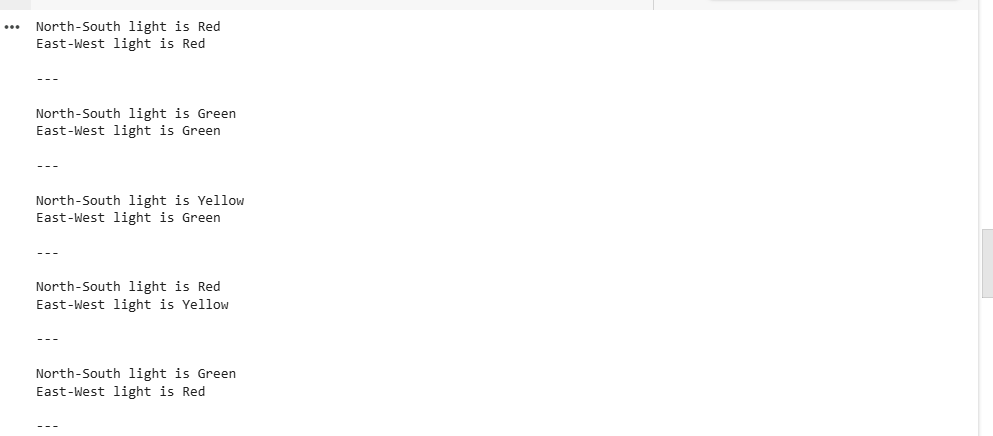 North-South light is Red
East-West light is Red
---
North-South light is Green
East-West light is Green
---
North-South light is Yellow
East-West light is Green
---
North-South light is Red
East-West light is Yellow
---
North-South light is Green
East-West light is Red
---